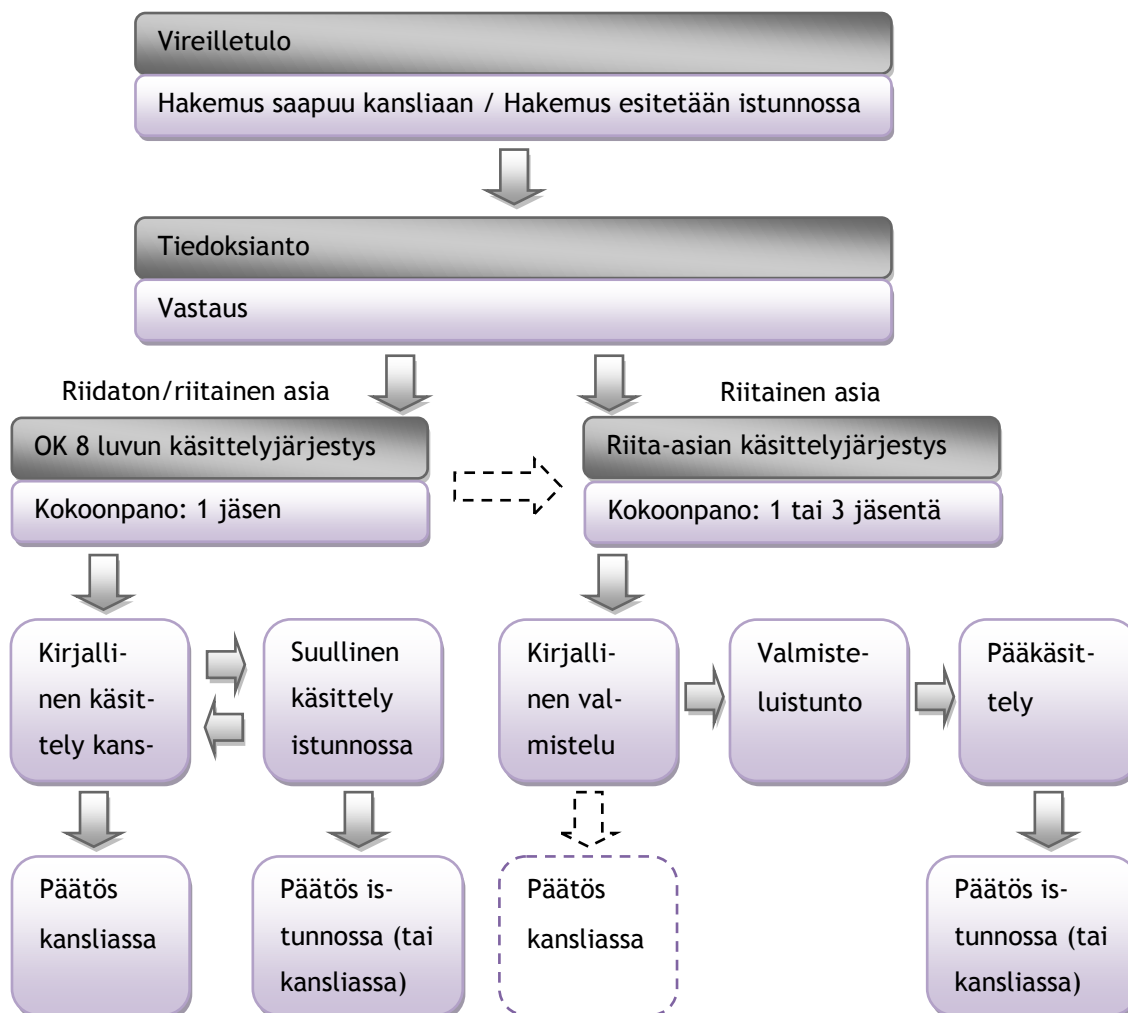 Vireilletulo
Hakemus saapuu kansliaan / Hakemus esitetään istunnossa
Tiedoksianto
Vastaus
Riidaton/riitainen asia
Riitainen asia
OK 8 luvun käsittelyjärjestys
Kokoonpano: 1 jäsen
Riita-asian käsittelyjärjestys
Kokoonpano: 1 tai 3 jäsentä
Kirjalli-
nen käsit-
tely kans-
Suullinen
käsittely
istunnossa
Kirjalli-
nen val-
mistelu
Valmiste-
luistunto
Pääkäsit-
tely
Päätös
kansliassa
Päätös is-
tunnossa (tai
kansliassa)
Päätös
kansliassa
Päätös is-
tunnossa (tai
kansliassa)